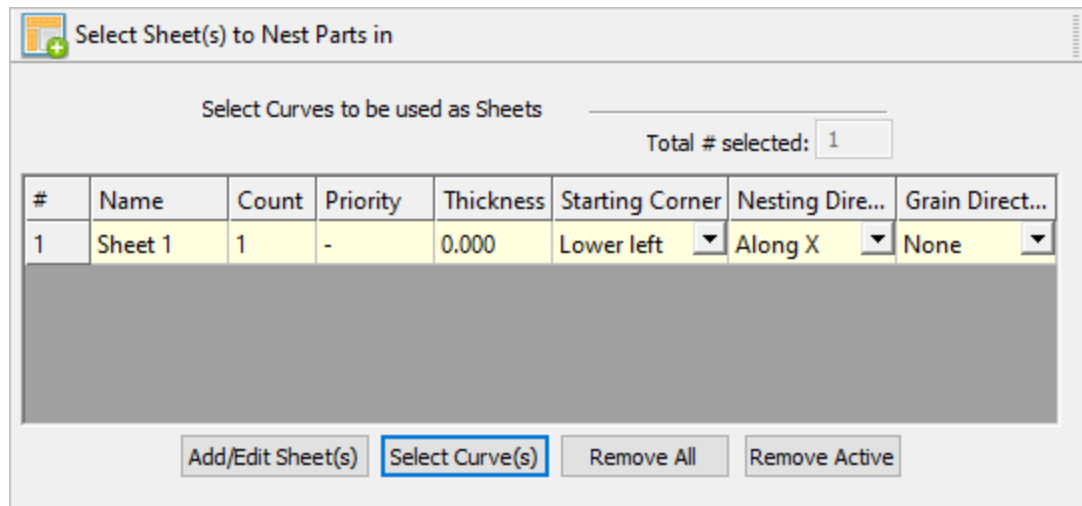 Select Sheet(s) to Nest Parts in
Select Curves to be used as Sheets
Total # selected: 1
# Name Count Priority Thickness Starting Corner Nesting Dire... Grain Direct...
1 Sheet 1 1 - 0.000 Lower left Along X None
Add/Edit Sheet(s) Select Curve(s) Remove All Remove Active